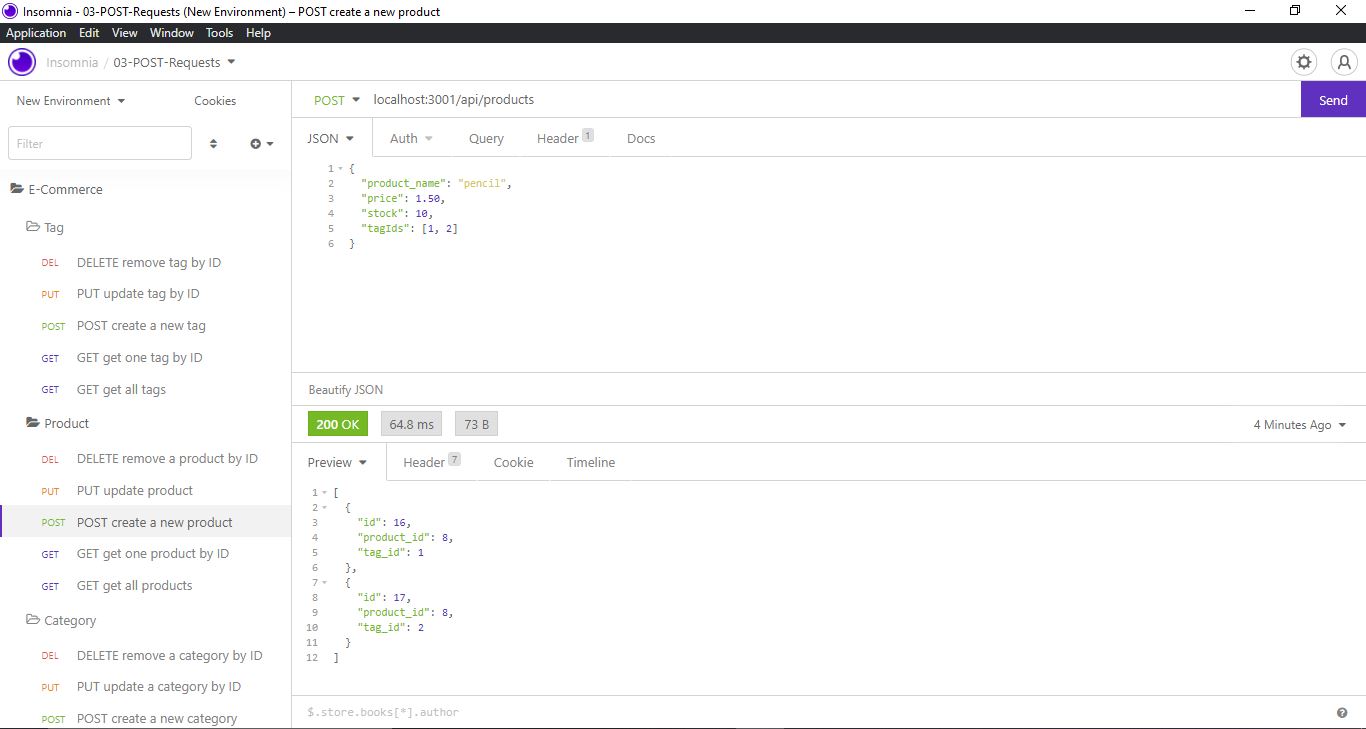 Insomnia - 03-POST-Requests (New Environment) – POST create a new product
Application Edit View Window Tools Help
Insomnia / 03-POST-Requests
New Environment Cookies
Filter
E-Commerce
Tag
DEL DELETE remove tag by ID
PUT PUT update tag by ID
POST POST create a new tag
GET GET get one tag by ID
GET GET get all tags
Product
DEL DELETE remove a product by ID
PUT PUT update product
POST POST create a new product
GET GET get one product by ID
GET GET get all products
Category
DEL DELETE remove a category by ID
PUT PUT update a category by ID
POST POST create a new category
POST localhost:3001/api/products Send
JSON Auth Query Header 1 Docs
1 {
2 "product_name": "pencil",
3 "price": 1.50,
4 "stock": 10,
5 "tagIds": [1, 2]
6 }
Beautify JSON
200 OK 64.8 ms 73 B 4 Minutes Ago
Preview Header 7 Cookie Timeline
1 [
2 {
3 "id": 16,
4 "product_id": 8,
5 "tag_id": 1
6 },
7 {
8 "id": 17,
9 "product_id": 8,
10 "tag_id": 2
11 }
12 ]
$.store.books[*].author